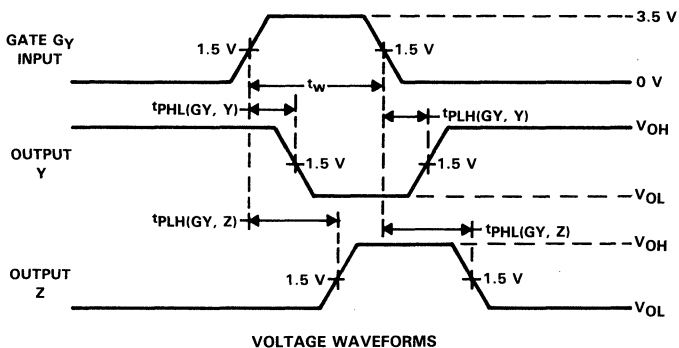 3.5 V
GATE GY
INPUT
1.5 V
1.5 V
tw
0 V
tPHL(GY, Y)
tPLH(GY, Y)
VOH
OUTPUT
Y
1.5 V
1.5 V
VOL
tPLH(GY, Z)
tPHL(GY, Z)
VOH
OUTPUT
Z
1.5 V
1.5 V
VOL
VOLTAGE WAVEFORMS